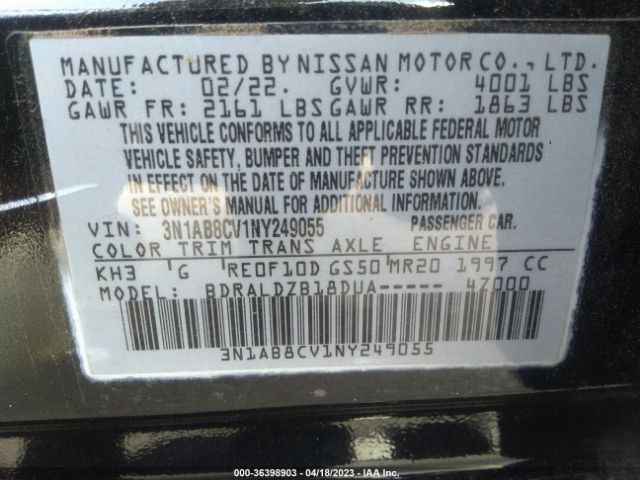 MANUFACTURED BY NISSAN MOTOR CO., LTD.
DATE: 02/22. GVWR: 4001 LBS
GAWR FR: 2161 LBS GAWR RR: 1863 LBS
THIS VEHICLE CONFORMS TO ALL APPLICABLE FEDERAL MOTOR
VEHICLE SAFETY, BUMPER AND THEFT PREVENTION STANDARDS
IN EFFECT ON THE DATE OF MANUFACTURE SHOWN ABOVE.
SEE OWNER'S MANUAL FOR ADDITIONAL INFORMATION.
VIN: 3N1AB8CV1NY249055 PASSENGER CAR.
COLOR TRIM TRANS AXLE ENGINE
KH3 G RE0F10D GS50 MR20 1997 CC
BDRALDZB18DUA----- 4Z000
3N1AB8CV1NY249055
000-36398903 - 04/18/2023 - IAA Inc.